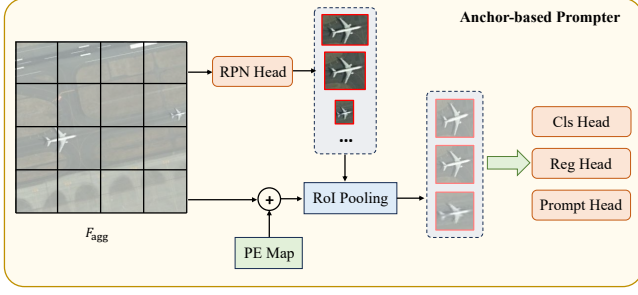 Anchor-based Prompter
RPN Head
...
Cls Head
Reg Head
RoI Pooling
Prompt Head
+
F_agg
PE Map